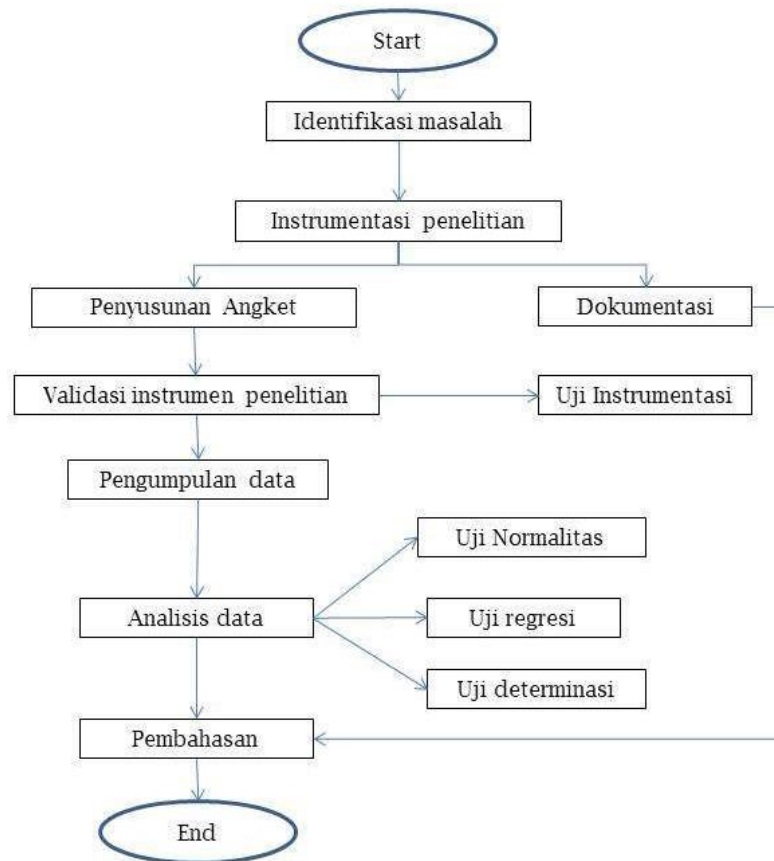 Start
Identifikasi masalah
Instrumentasi penelitian
Penyusunan Angket
Dokumentasi
Validasi instrumen penelitian
Uji Instrumentasi
Pengumpulan data
Uji Normalitas
Analisis data
Uji regresi
Uji determinasi
Pembahasan
End